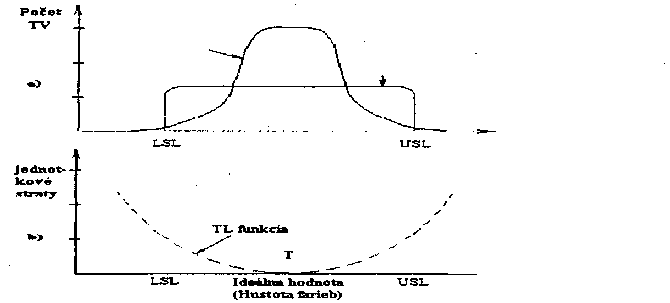 Počet
TV
a)
LSL
USL
Jednot-
kové
straty
b)
TL funkcia
T
LSL
Ideálna hodnota
USL
(Hustota farieb)